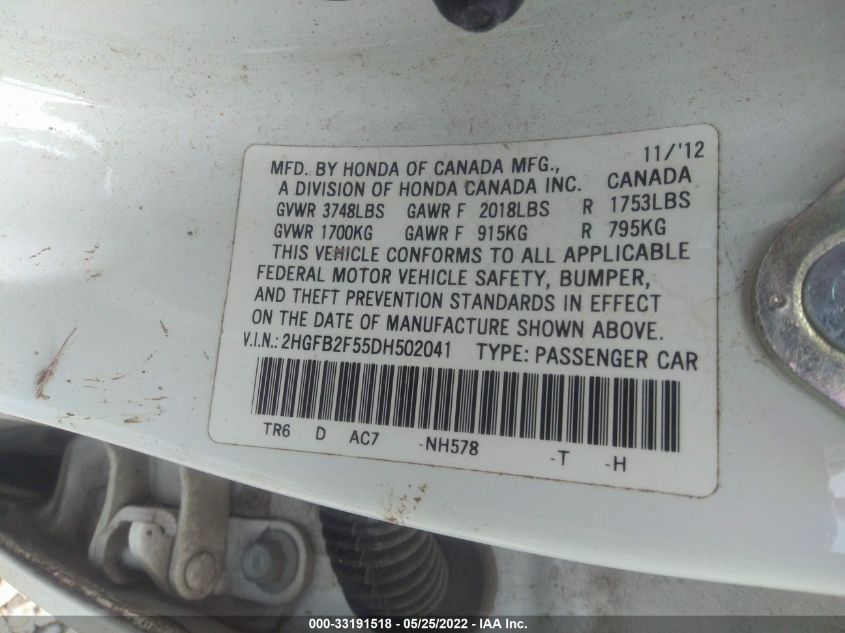 11/'12
MFD. BY HONDA OF CANADA MFG.,
A DIVISION OF HONDA CANADA INC. CANADA
GVWR 3748LBS GAWR F 2018LBS R 1753LBS
GVWR 1700KG GAWR F 915KG R 795KG
THIS VEHICLE CONFORMS TO ALL APPLICABLE
FEDERAL MOTOR VEHICLE SAFETY, BUMPER,
AND THEFT PREVENTION STANDARDS IN EFFECT
ON THE DATE OF MANUFACTURE SHOWN ABOVE.
V.I.N.: 2HGFB2F55DH502041 TYPE: PASSENGER CAR
TR6 D AC7 -NH578 -T -H
000-33191518 - 05/25/2022 - IAA Inc.